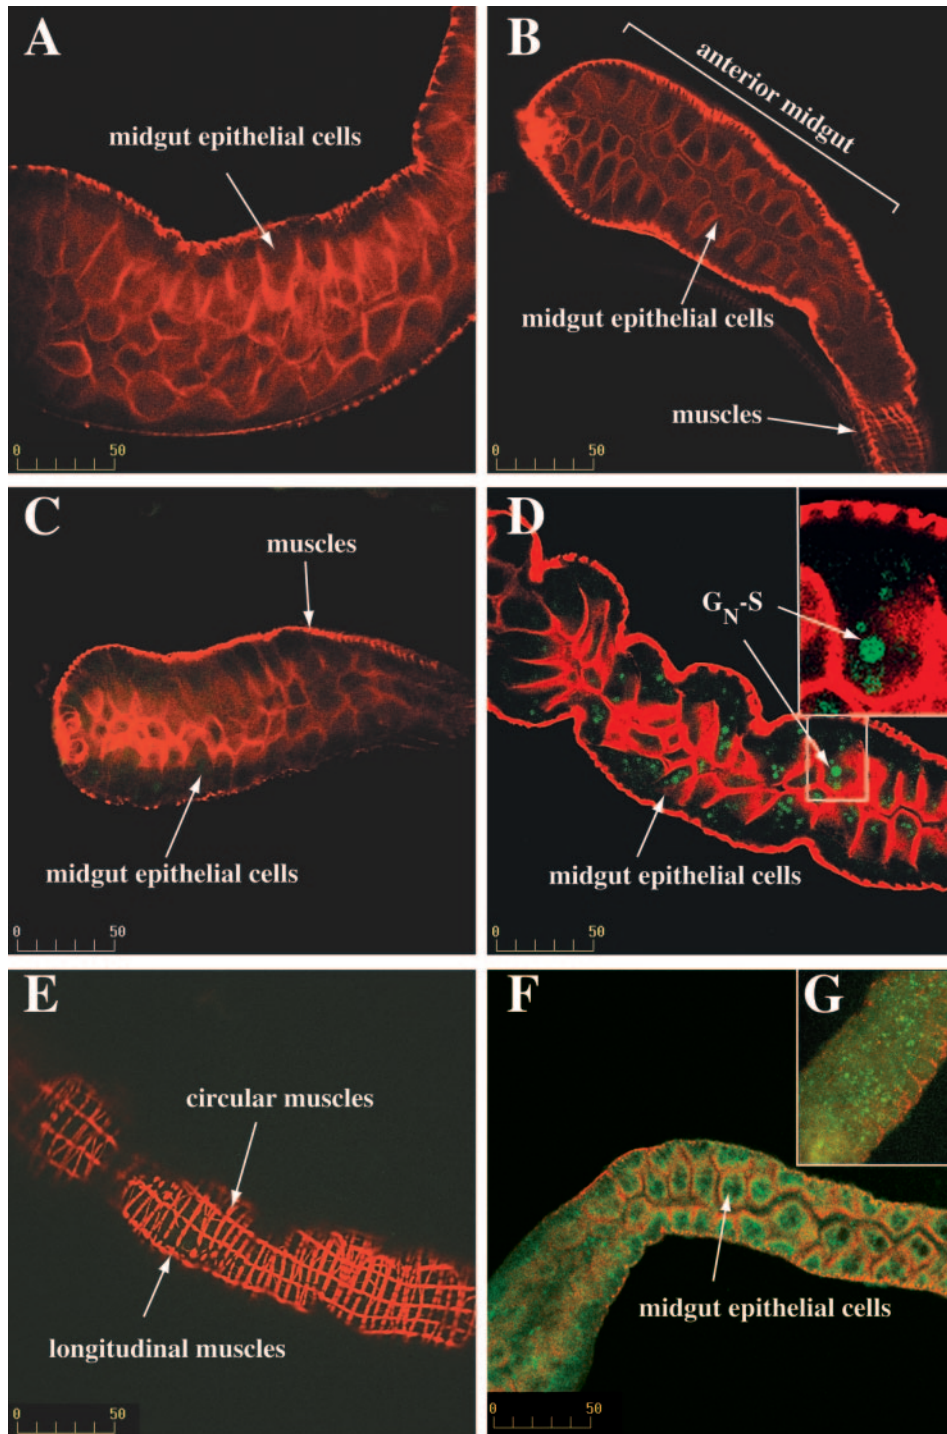 A
midgut epithelial cells
0 50
B
anterior midgut
midgut epithelial cells
muscles
0 50
C
muscles
midgut epithelial cells
0 50
D
GN-S
midgut epithelial cells
0 50
E
circular muscles
longitudinal muscles
0 50
F
G
midgut epithelial cells
0 50